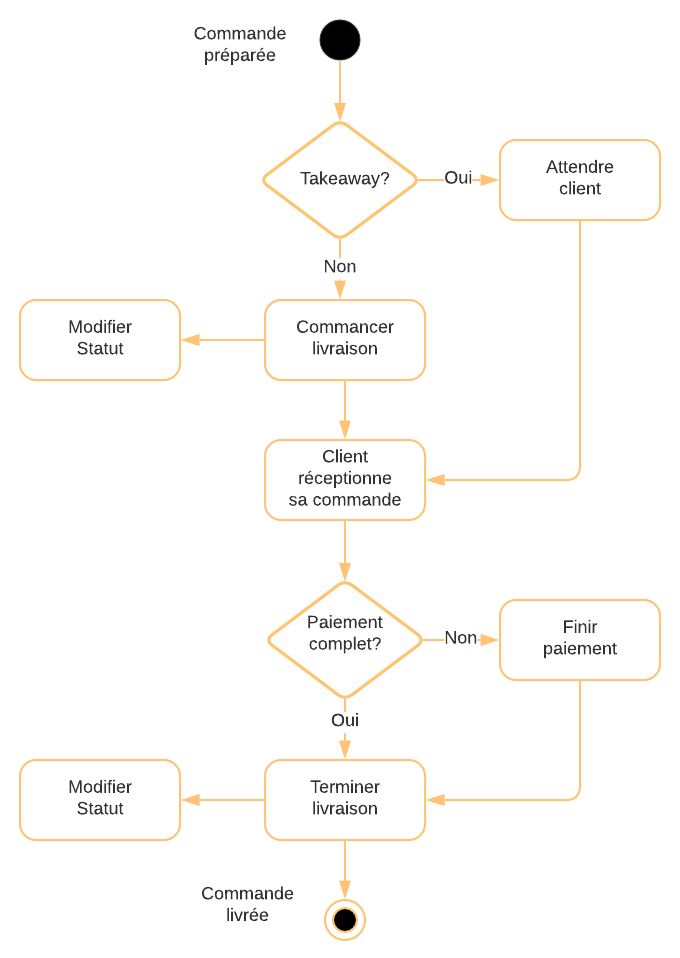 Commande
préparée
Takeaway?
Oui
Attendre
client
Non
Modifier
Statut
Commancer
livraison
Client
réceptionne
sa commande
Paiement
complet?
Non
Finir
paiement
Oui
Modifier
Statut
Terminer
livraison
Commande
livrée